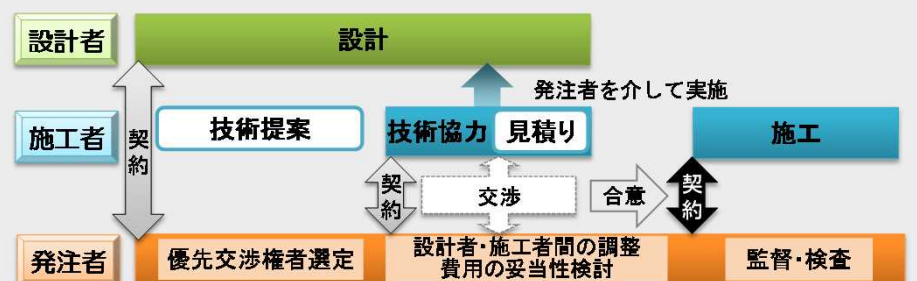 設計者
設計
発注者を介して実施
施工者
契約
技術提案
技術協力
見積り
施工
契約
交渉
合意
契約
発注者
優先交渉権者選定
設計者・施工者間の調整
費用の妥当性検討
監督・検査